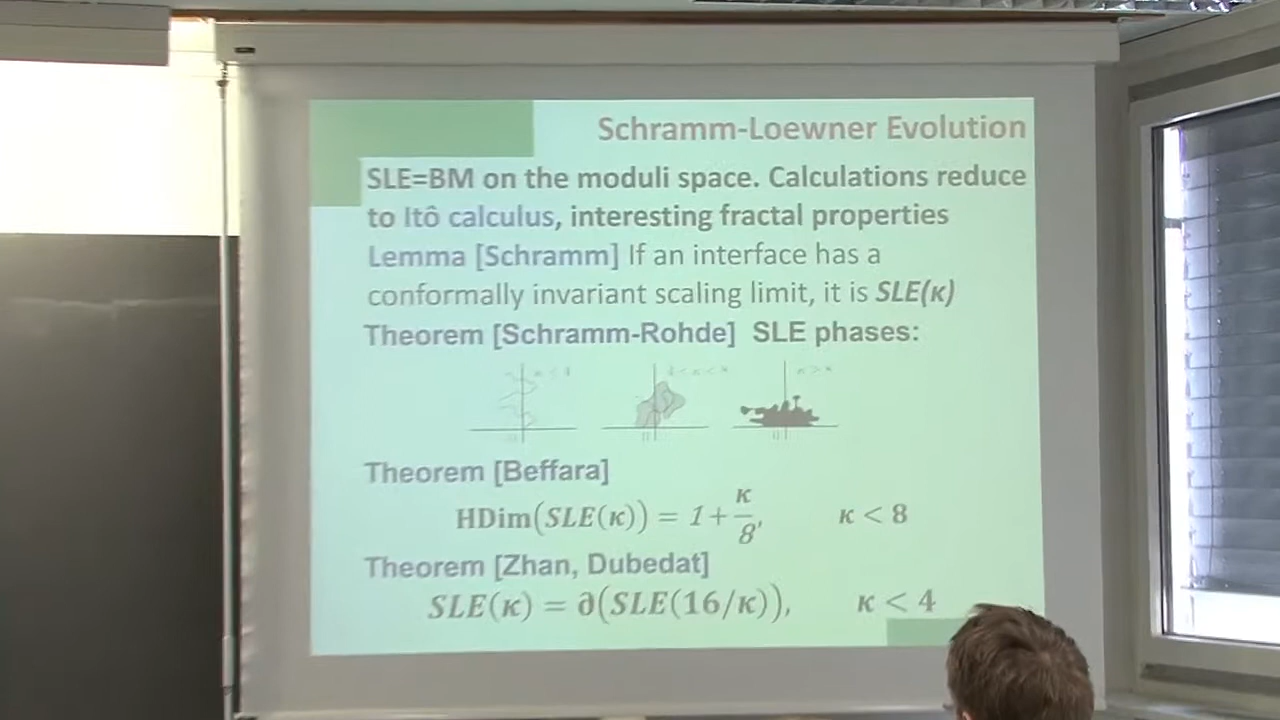 Schramm-Loewner Evolution
SLE=BM on the moduli space. Calculations reduce
to Itô calculus, interesting fractal properties
Lemma [Schramm] If an interface has a
conformally invariant scaling limit, it is SLE(κ)
Theorem [Schramm-Rohde] SLE phases:
Theorem [Beffara]
HDim(SLE(κ)) = 1 + κ/8, κ < 8
Theorem [Zhan, Dubedat]
SLE(κ) = ∂(SLE(16/κ)), κ < 4